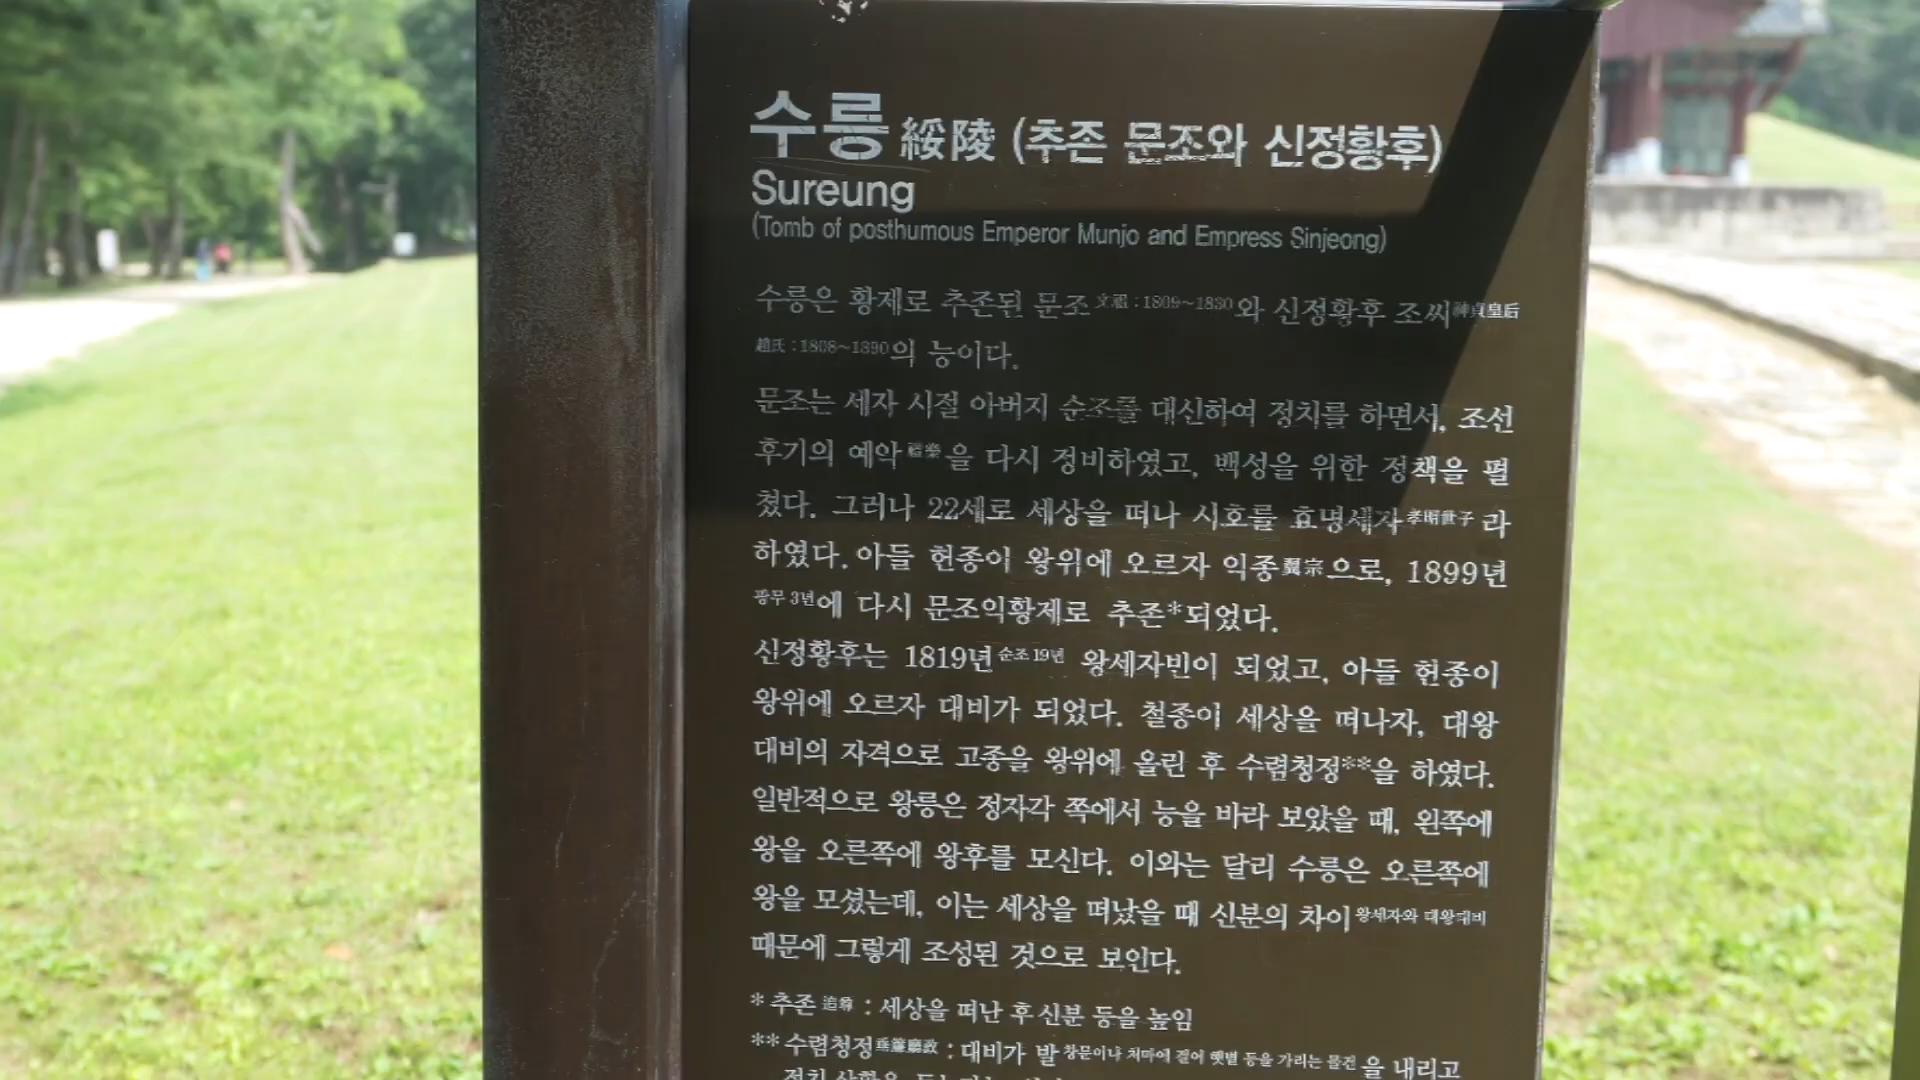 수릉 綏陵 (추존 문조와 신정황후)
Sureung
(Tomb of posthumous Emperor Munjo and Empress Sinjeong)
수릉은 황제로 추존된 문조 文祖 : 1809~1830와 신정황후 조씨 神貞皇后
趙氏 : 1808~1890의 능이다.
문조는 세자 시절 아버지 순조를 대신하여 정치를 하면서, 조선
후기의 예악 禮樂을 다시 정비하였고, 백성을 위한 정책을 펼
쳤다. 그러나 22세로 세상을 떠나 시호를 효명세자 孝明世子 라
하였다. 아들 헌종이 왕위에 오르자 익종 翼宗으로, 1899년
광무 3년에 다시 문조익황제로 추존*되었다.
신정황후는 1819년 순조 19년 왕세자빈이 되었고, 아들 헌종이
왕위에 오르자 대비가 되었다. 철종이 세상을 떠나자, 대왕
대비의 자격으로 고종을 왕위에 올린 후 수렴청정**을 하였다.
일반적으로 왕릉은 정자각 쪽에서 능을 바라 보았을 때, 왼쪽에
왕을 오른쪽에 왕후를 모신다. 이와는 달리 수릉은 오른쪽에
왕을 모셨는데, 이는 세상을 떠났을 때 신분의 차이 왕세자와 대왕대비
때문에 그렇게 조성된 것으로 보인다.
* 추존 追尊 : 세상을 떠난 후 신분 등을 높임
** 수렴청정 垂簾聽政 : 대비가 발 창문이나 처마에 걸어 햇볕 등을 가리는 물건 을 내리고